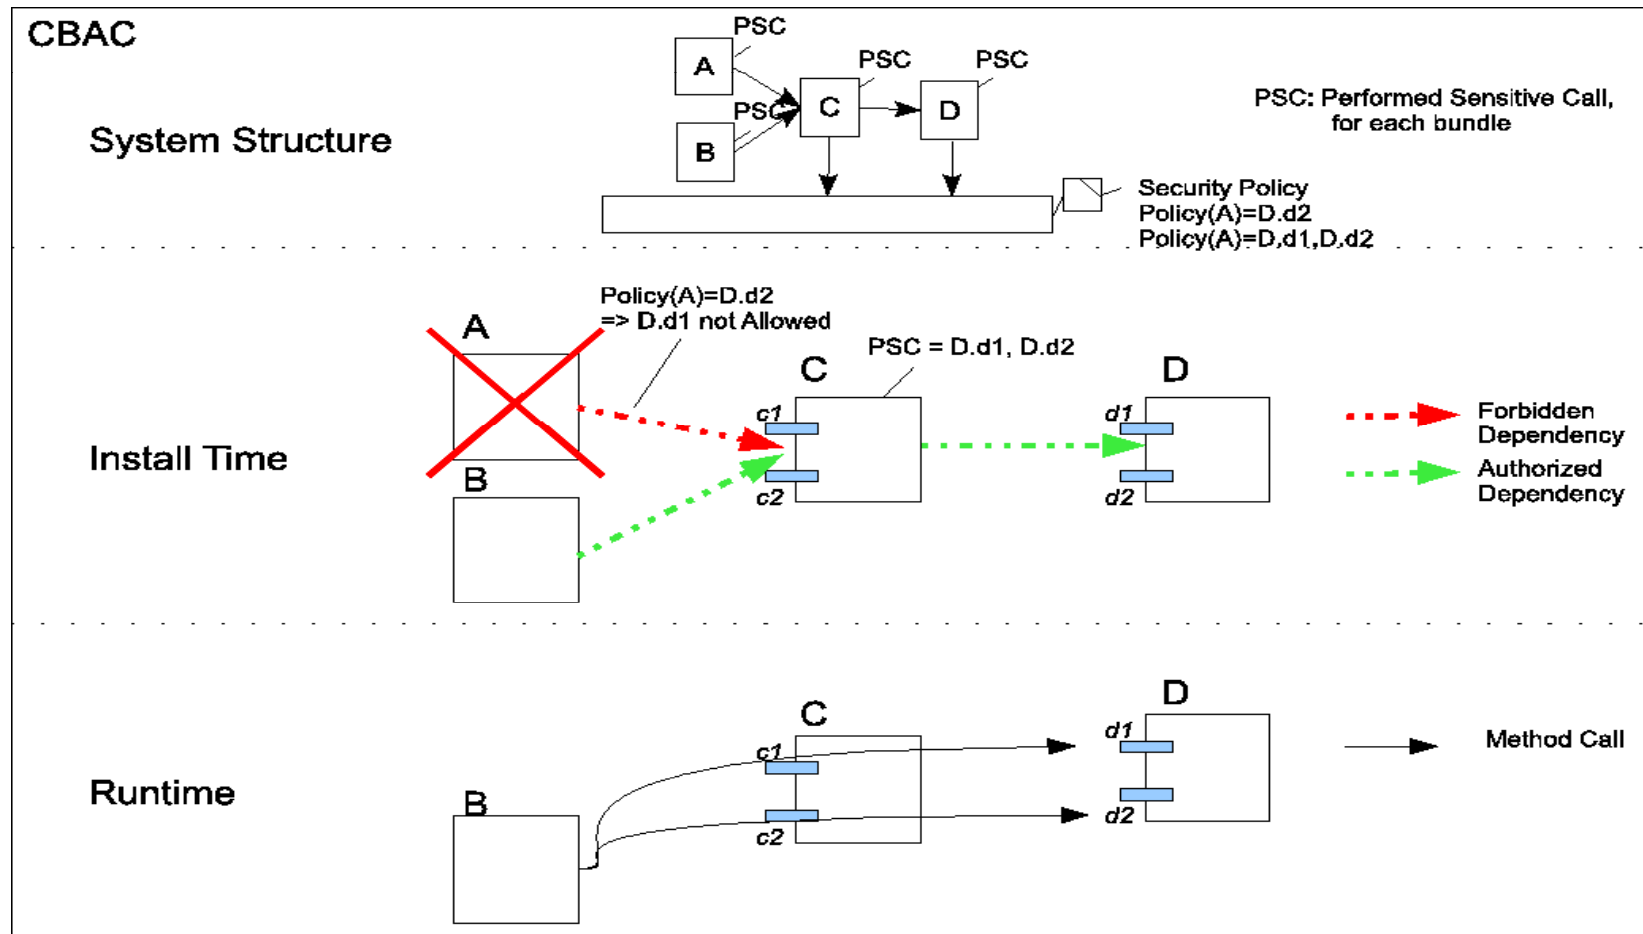 CBAC
PSC
A
PSC
PSC
PSC
C
D
B
PSC: Performed Sensitive Call,
for each bundle
System Structure
Security Policy
Policy(A)=D.d2
Policy(A)=D.d1,D.d2
Policy(A)=D.d2
=> D.d1 not Allowed
A
PSC = D.d1, D.d2
C
D
c1
d1
Forbidden
Dependency
Install Time
B
c2
d2
Authorized
Dependency
D
C
d1
c1
Method Call
Runtime
B
c2
d2